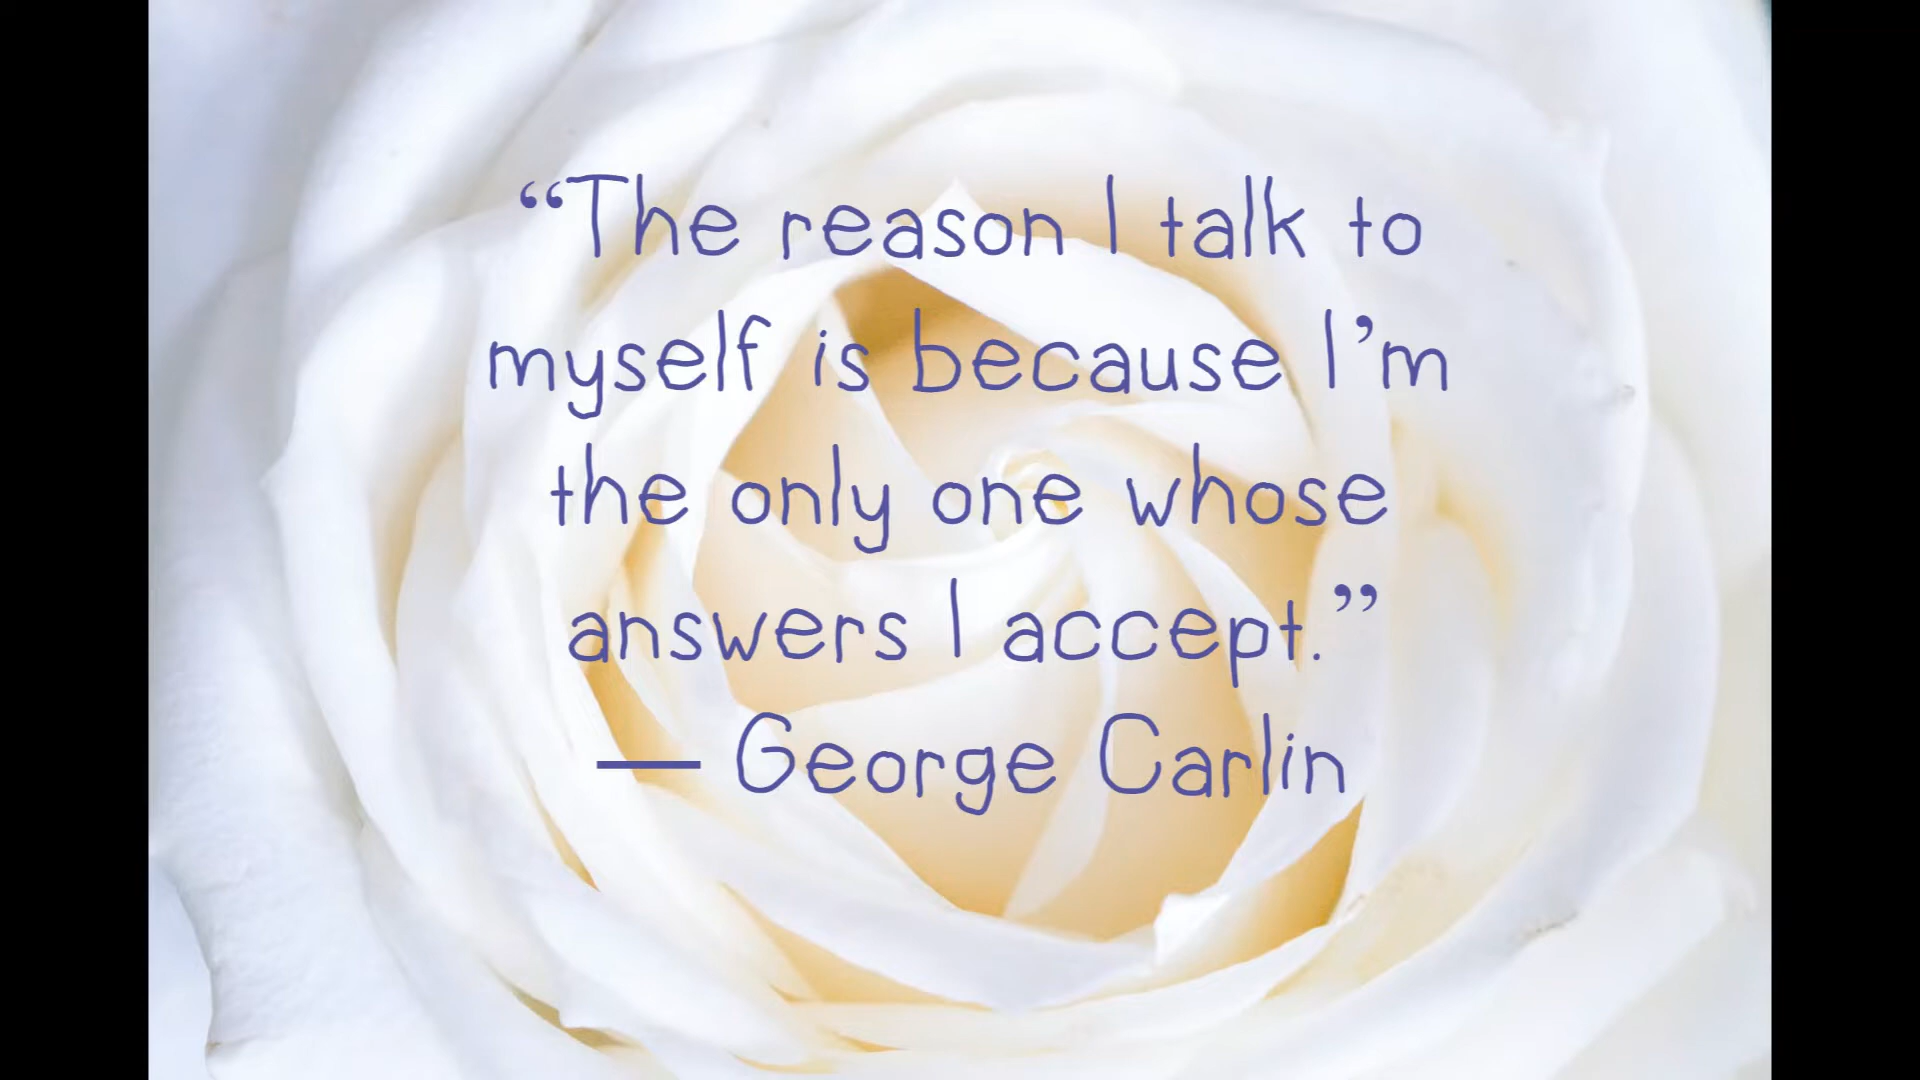 “The reason I talk to
myself is because I’m
the only one whose
answers I accept.”
— George Carlin